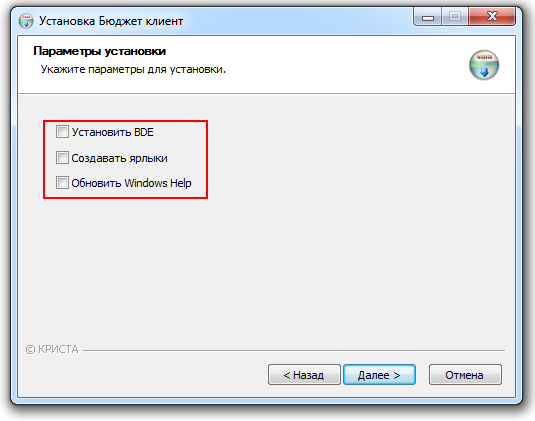 Установка Бюджет клиент
Параметры установки
Укажите параметры для установки.
Установить BDE
Создавать ярлыки
Обновить Windows Help
© КРИСТА
< Назад
Далее >
Отмена